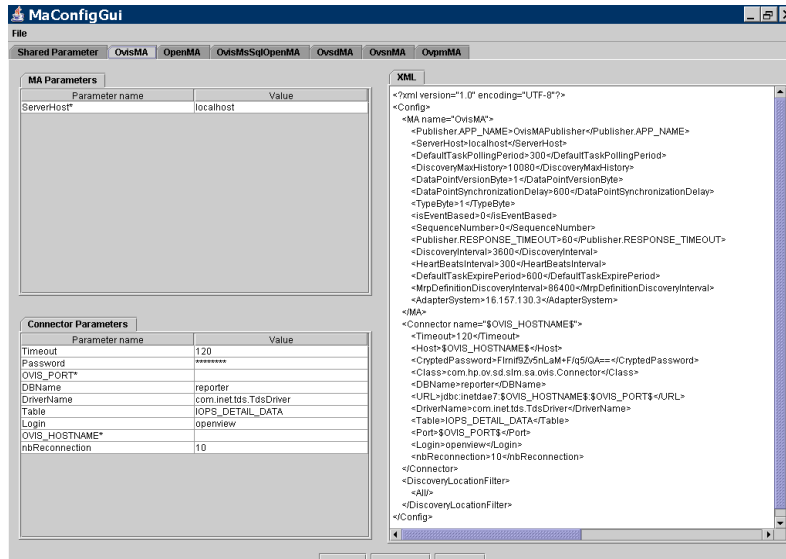 MaConfigGui
File
Shared Parameter OvisMA OpenMA OvisMsSqlOpenMA OvsdMA OvsnMA OvpmMA
MA Parameters
Parameter name Value
ServerHost* localhost
Connector Parameters
Parameter name Value
Timeout 120
Password ********
OVIS_PORT*
DBName reporter
DriverName com.inet.tds.TdsDriver
Table IOPS_DETAIL_DATA
Login openview
OVIS_HOSTNAME*
nbReconnection 10
XML
<?xml version="1.0" encoding="UTF-8"?>
<Config>
<MA name="OvisMA">
<Publisher.APP_NAME>OvisMAPublisher</Publisher.APP_NAME>
<ServerHost>localhost</ServerHost>
<DefaultTaskPollingPeriod>300</DefaultTaskPollingPeriod>
<DiscoveryMaxHistory>10080</DiscoveryMaxHistory>
<DataPointVersionByte>1</DataPointVersionByte>
<DataPointSynchronizationDelay>600</DataPointSynchronizationDelay>
<TypeByte>1</TypeByte>
<isEventBased>0</isEventBased>
<SequenceNumber>0</SequenceNumber>
<Publisher.RESPONSE_TIMEOUT>60</Publisher.RESPONSE_TIMEOUT>
<DiscoveryInterval>3600</DiscoveryInterval>
<HeartBeatsInterval>300</HeartBeatsInterval>
<DefaultTaskExpirePeriod>600</DefaultTaskExpirePeriod>
<MrpDefinitionDiscoveryInterval>86400</MrpDefinitionDiscoveryInterval>
<AdapterSystem>16.157.130.3</AdapterSystem>
</MA>
<Connector name="$OVIS_HOSTNAME$">
<Timeout>120</Timeout>
<Host>$OVIS_HOSTNAME$</Host>
<CryptedPassword>FImif9Zv5nLaM+F/q5/QA==</CryptedPassword>
<Class>com.hp.ov.sd.slm.sa.ovis.Connector</Class>
<DBName>reporter</DBName>
<URL>jdbc:inetdae7:$OVIS_HOSTNAME$:$OVIS_PORT$</URL>
<DriverName>com.inet.tds.TdsDriver</DriverName>
<Table>IOPS_DETAIL_DATA</Table>
<Port>$OVIS_PORT$</Port>
<Login>openview</Login>
<nbReconnection>10</nbReconnection>
</Connector>
<DiscoveryLocationFilter>
<All/>
</DiscoveryLocationFilter>
</Config>